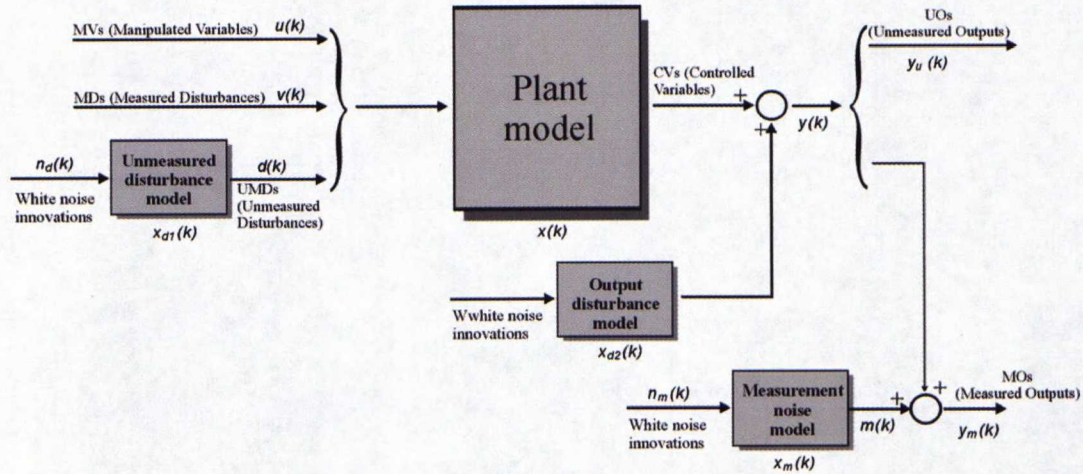 MVs (Manipulated Variables) u(k)
MDs (Measured Disturbances) v(k)
n_d(k)
White noise
innovations
Unmeasured
disturbance
model
x_d1(k)
d(k)
UMDs
(Unmeasured
Disturbances)
Plant
model
x(k)
CVs (Controlled
Variables)
+
+
y(k)
UOs
(Unmeasured Outputs)
y_u (k)
Wwhite noise
innovations
Output
disturbance
model
x_d2(k)
n_m(k)
White noise
innovations
Measurement
noise
model
x_m(k)
+
m(k)
+
MOs
(Measured Outputs)
y_m(k)